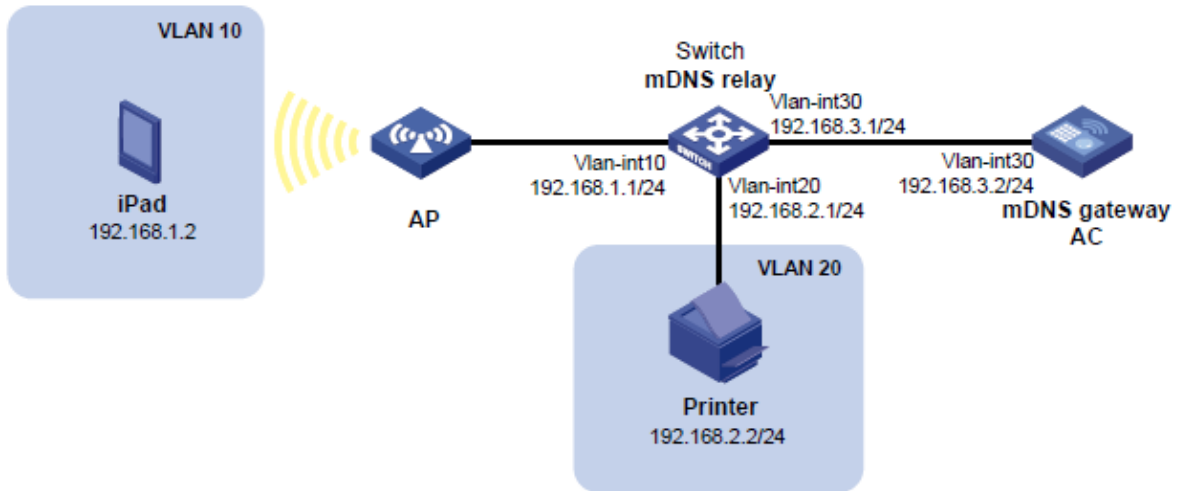 VLAN 10
iPad
192.168.1.2
AP
Switch
mDNS relay
Vlan-int10
192.168.1.1/24
Vlan-int30
192.168.3.1/24
Vlan-int20
192.168.2.1/24
Vlan-int30
192.168.3.2/24
mDNS gateway
AC
SWITCH
VLAN 20
Printer
192.168.2.2/24